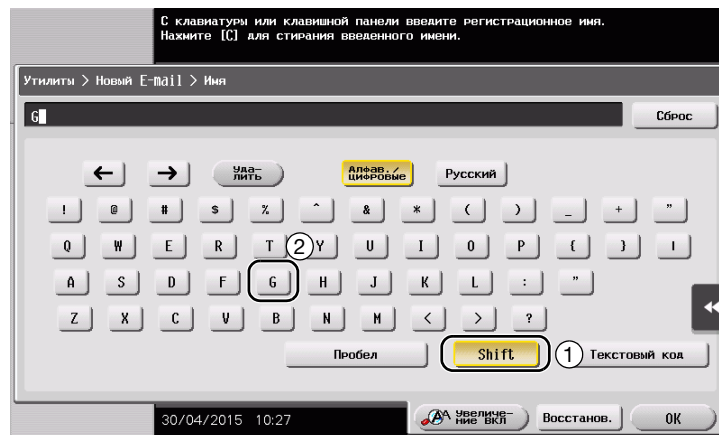 С клавиатуры или клавишной панели введите регистрационное имя.
Нажмите [C] для стирания введенного имени.
Утилиты > Новый E-mail > Имя
G
Сброс
← → Уда-
лить
Алфав./
цифровые
Русский
! @ # $ % ^ & * ( ) _ + "
Q W E R T ② Y U I O P { } |
A S D F G H J K L : "
Z X C V B N M < > ?
Пробел Shift ① Текстовый код
30/04/2015 10:27
Увеличе-
ние ВКЛ
Восстанов.
OK